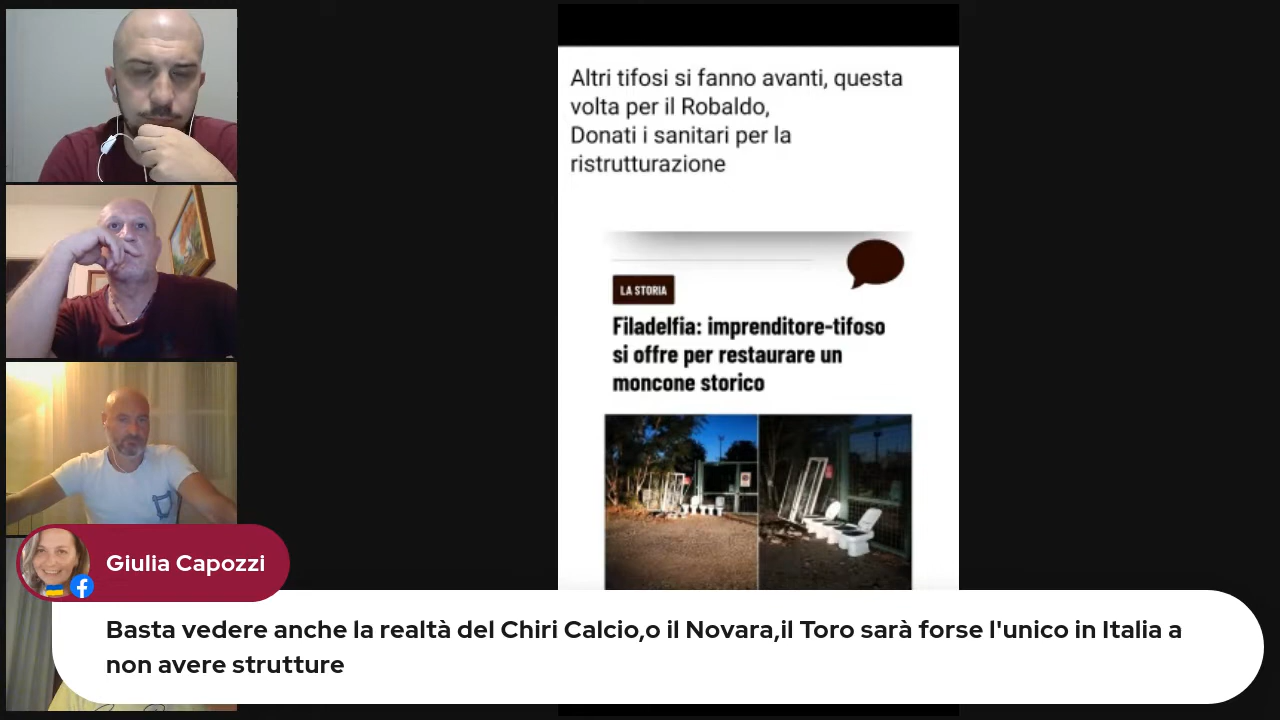 Altri tifosi si fanno avanti, questa
volta per il Robaldo,
Donati i sanitari per la
ristrutturazione
LA STORIA
Filadelfia: imprenditore-tifoso
si offre per restaurare un
moncone storico
Giulia Capozzi
Basta vedere anche la realtà del Chiri Calcio,o il Novara,il Toro sarà forse l'unico in Italia a
non avere strutture